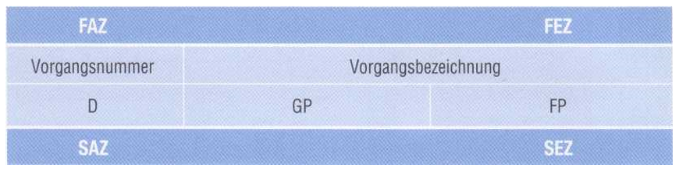 FAZ FEZ
Vorgangsnummer Vorgangsbezeichnung
D GP FP
SAZ SEZ